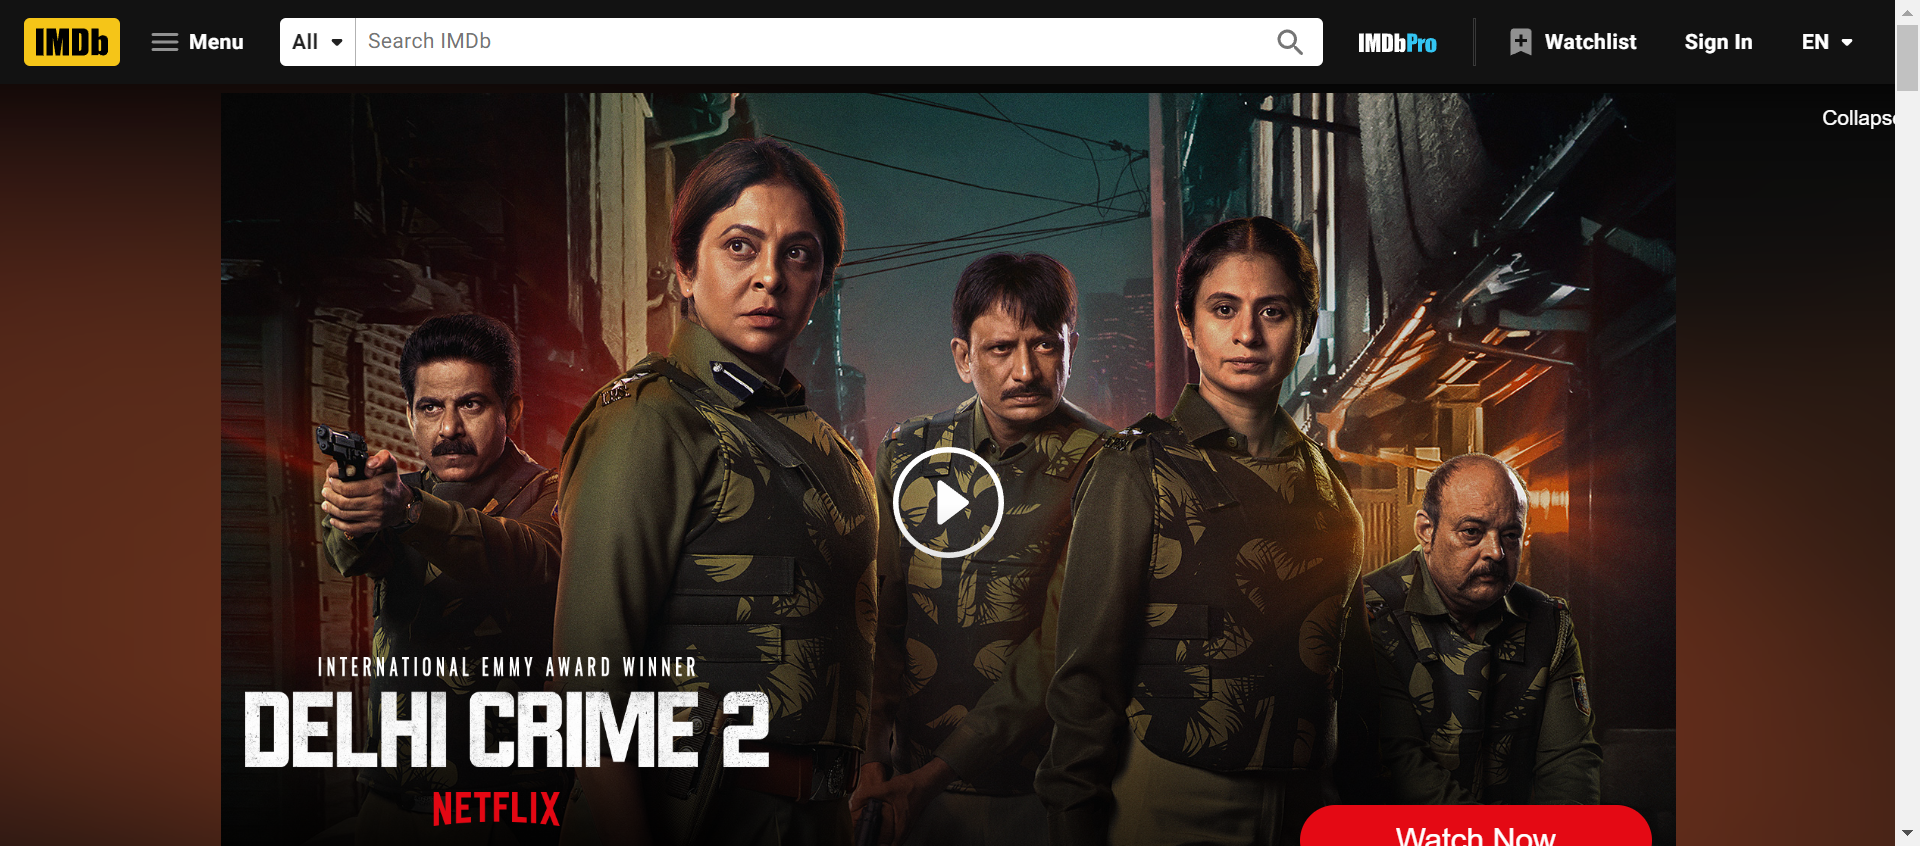 IMDb
Menu
All
Search IMDb
IMDbPro
Watchlist
Sign In
EN
Collapse
INTERNATIONAL EMMY AWARD WINNER
DELHI CRIME 2
NETFLIX
Watch Now